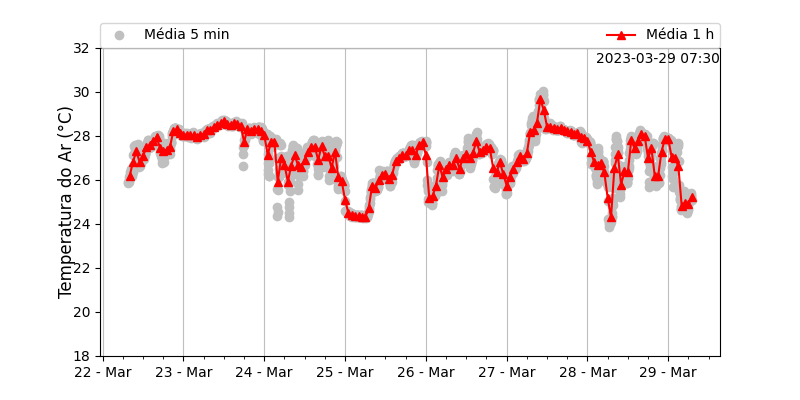 Média 5 min
Média 1 h
2023-03-29 07:30
Temperatura do Ar (°C)
32
30
28
26
24
22
20
18
22 - Mar
23 - Mar
24 - Mar
25 - Mar
26 - Mar
27 - Mar
28 - Mar
29 - Mar